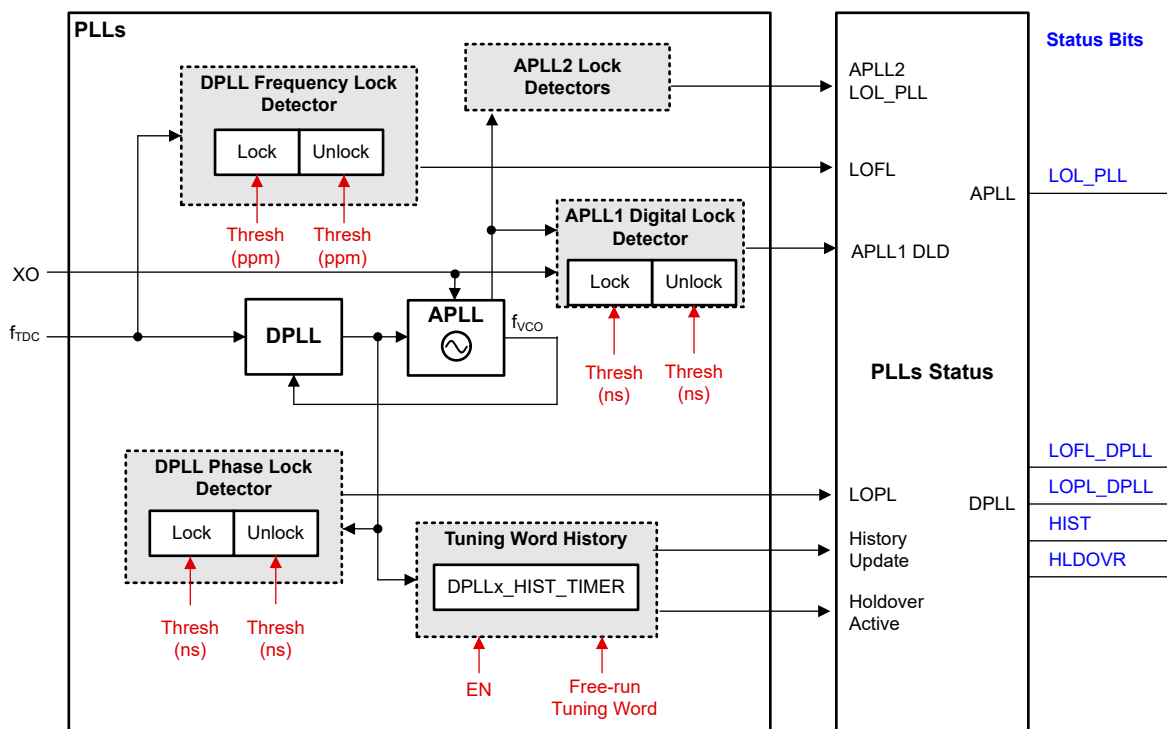 PLLs
Status Bits
DPLL Frequency Lock
Detector
Lock
Unlock
Thresh
(ppm)
Thresh
(ppm)
APLL2 Lock
Detectors
APLL2
LOL_PLL
LOFL
APLL
LOL_PLL
APLL1 Digital Lock
Detector
Lock
Unlock
APLL1 DLD
XO
fTDC
DPLL
APLL
fVCO
Thresh
(ns)
Thresh
(ns)
PLLs Status
DPLL Phase Lock
Detector
Lock
Unlock
Thresh
(ns)
Thresh
(ns)
LOPL
DPLL
LOFL_DPLL
LOPL_DPLL
HIST
HLDOVR
Tuning Word History
DPLLx_HIST_TIMER
History
Update
Holdover
Active
EN
Free-run
Tuning Word